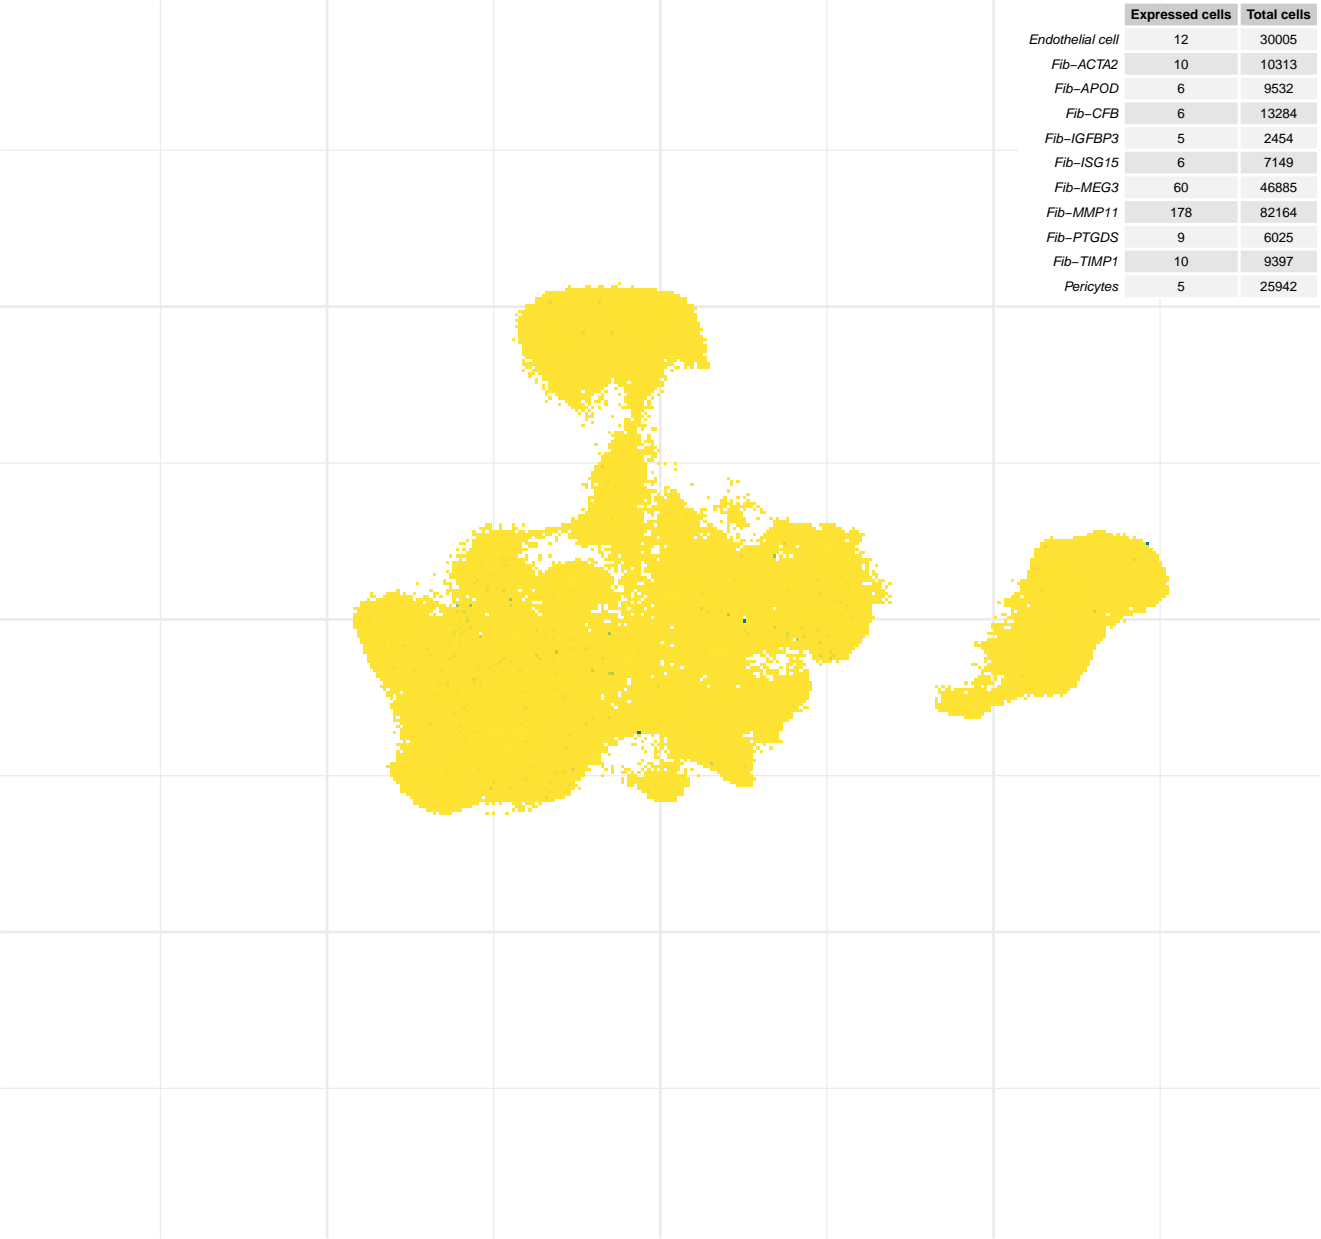 Expressed cells Total cells
Endothelial cell 12 30005
Fib−ACTA2 10 10313
Fib−APOD 6 9532
Fib−CFB 6 13284
Fib−IGFBP3 5 2454
Fib−ISG15 6 7149
Fib−MEG3 60 46885
Fib−MMP11 178 82164
Fib−PTGDS 9 6025
Fib−TIMP1 10 9397
Pericytes 5 25942